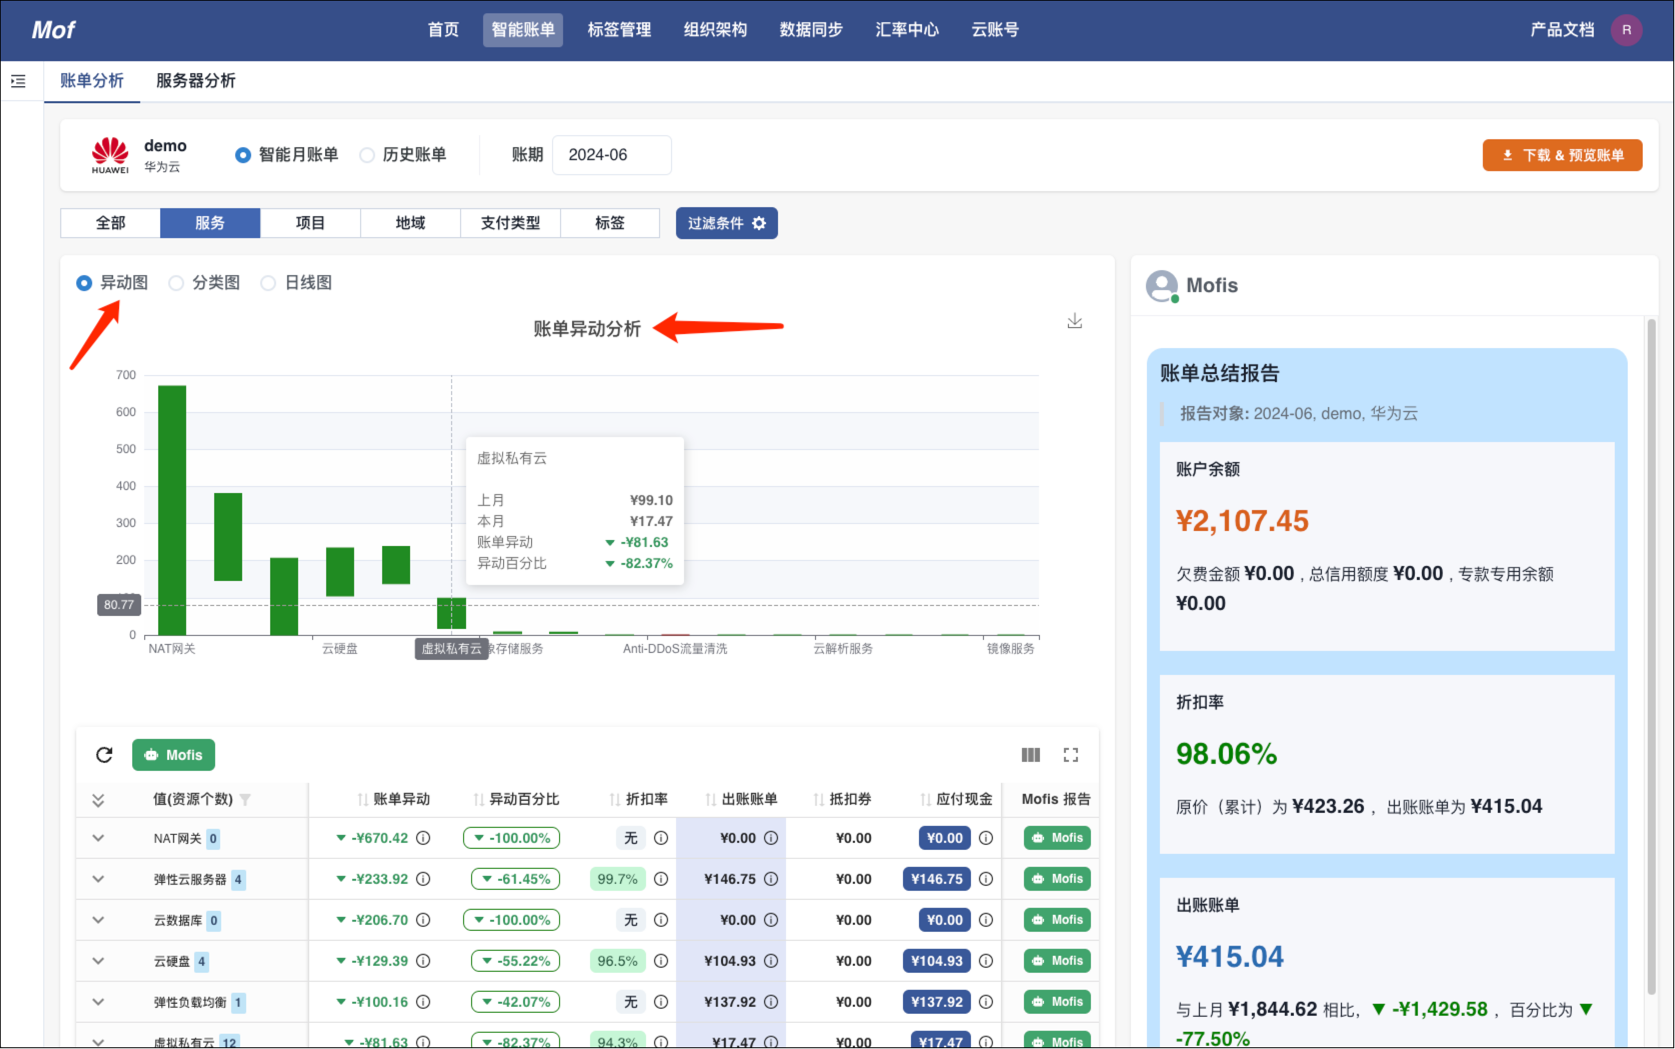 Mof
首页 智能账单 标签管理 组织架构 数据同步 汇率中心 云账号 产品文档 R
账单分析 服务器分析
HUAWEI demo 华为云 智能月账单 历史账单 账期 2024-06 下载 & 预览账单
全部 服务 项目 地域 支付类型 标签 过滤条件
异动图 分类图 日线图
账单异动分析
700
600
500
400
300
200
80.77
0
NAT网关 云硬盘 虚拟私有云 存储服务 Anti-DDoS流量清洗 云解析服务 镜像服务
虚拟私有云
上月 ¥99.10
本月 ¥17.47
账单异动 ▼ -¥81.63
异动百分比 ▼ -82.37%
Mofis
值(资源个数) 账单异动 异动百分比 折扣率 出账账单 抵扣券 应付现金 Mofis 报告
NAT网关 0 ▼ -¥670.42 ▼ -100.00% 无 ¥0.00 ¥0.00 ¥0.00 Mofis
弹性云服务器 4 ▼ -¥233.92 ▼ -61.45% 99.7% ¥146.75 ¥0.00 ¥146.75 Mofis
云数据库 0 ▼ -¥206.70 ▼ -100.00% 无 ¥0.00 ¥0.00 ¥0.00 Mofis
云硬盘 4 ▼ -¥129.39 ▼ -55.22% 96.5% ¥104.93 ¥0.00 ¥104.93 Mofis
弹性负载均衡 1 ▼ -¥100.16 ▼ -42.07% 无 ¥137.92 ¥0.00 ¥137.92 Mofis
虚拟私有云 12 ▼ -¥81.63 ▼ -82.37% 94.3% ¥17.47 ¥0.00 ¥17.47 Mofis
Mofis
账单总结报告
报告对象: 2024-06, demo, 华为云
账户余额
¥2,107.45
欠费金额 ¥0.00 , 总信用额度 ¥0.00 , 专款专用余额
¥0.00
折扣率
98.06%
原价（累计）为 ¥423.26 ， 出账账单为 ¥415.04
出账账单
¥415.04
与上月 ¥1,844.62 相比, ▼ -¥1,429.58 ， 百分比为 ▼
-77.50%